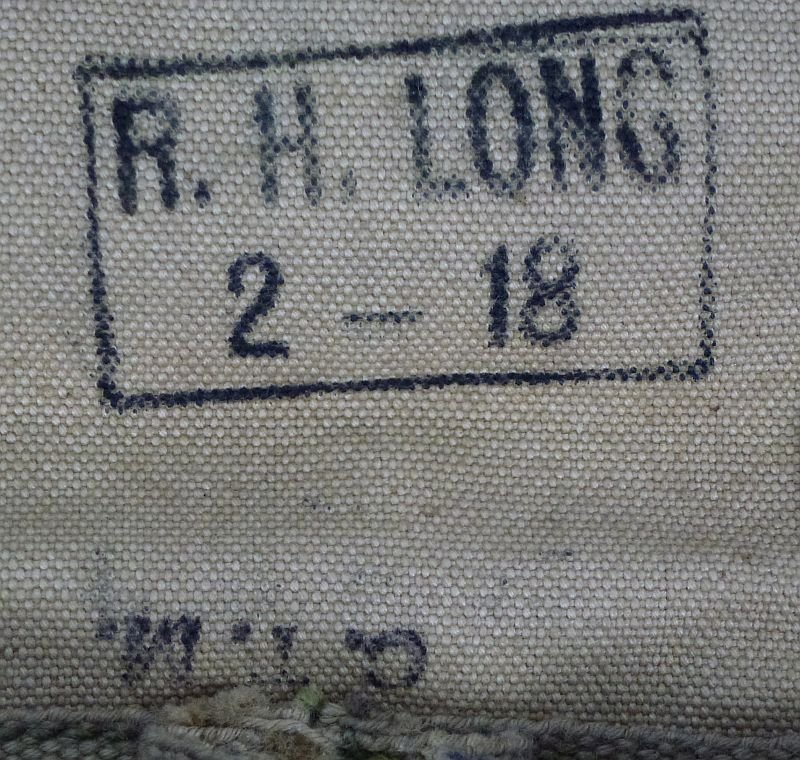 R. H. LONG
2 — 18